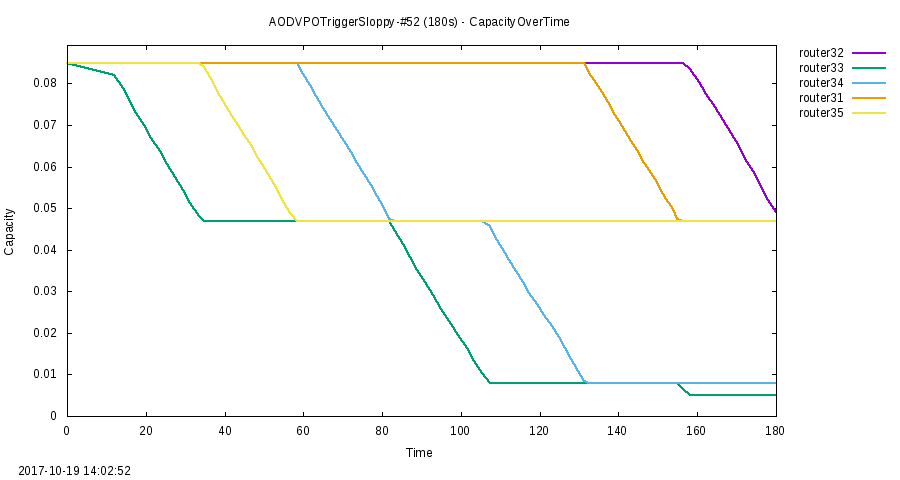 AODVPOTriggerSloppy-#52 (180s) - CapacityOverTime
router32
router33
router34
router31
router35
Capacity
0.08
0.07
0.06
0.05
0.04
0.03
0.02
0.01
0
0 20 40 60 80 100 120 140 160 180
Time
2017-10-19 14:02:52